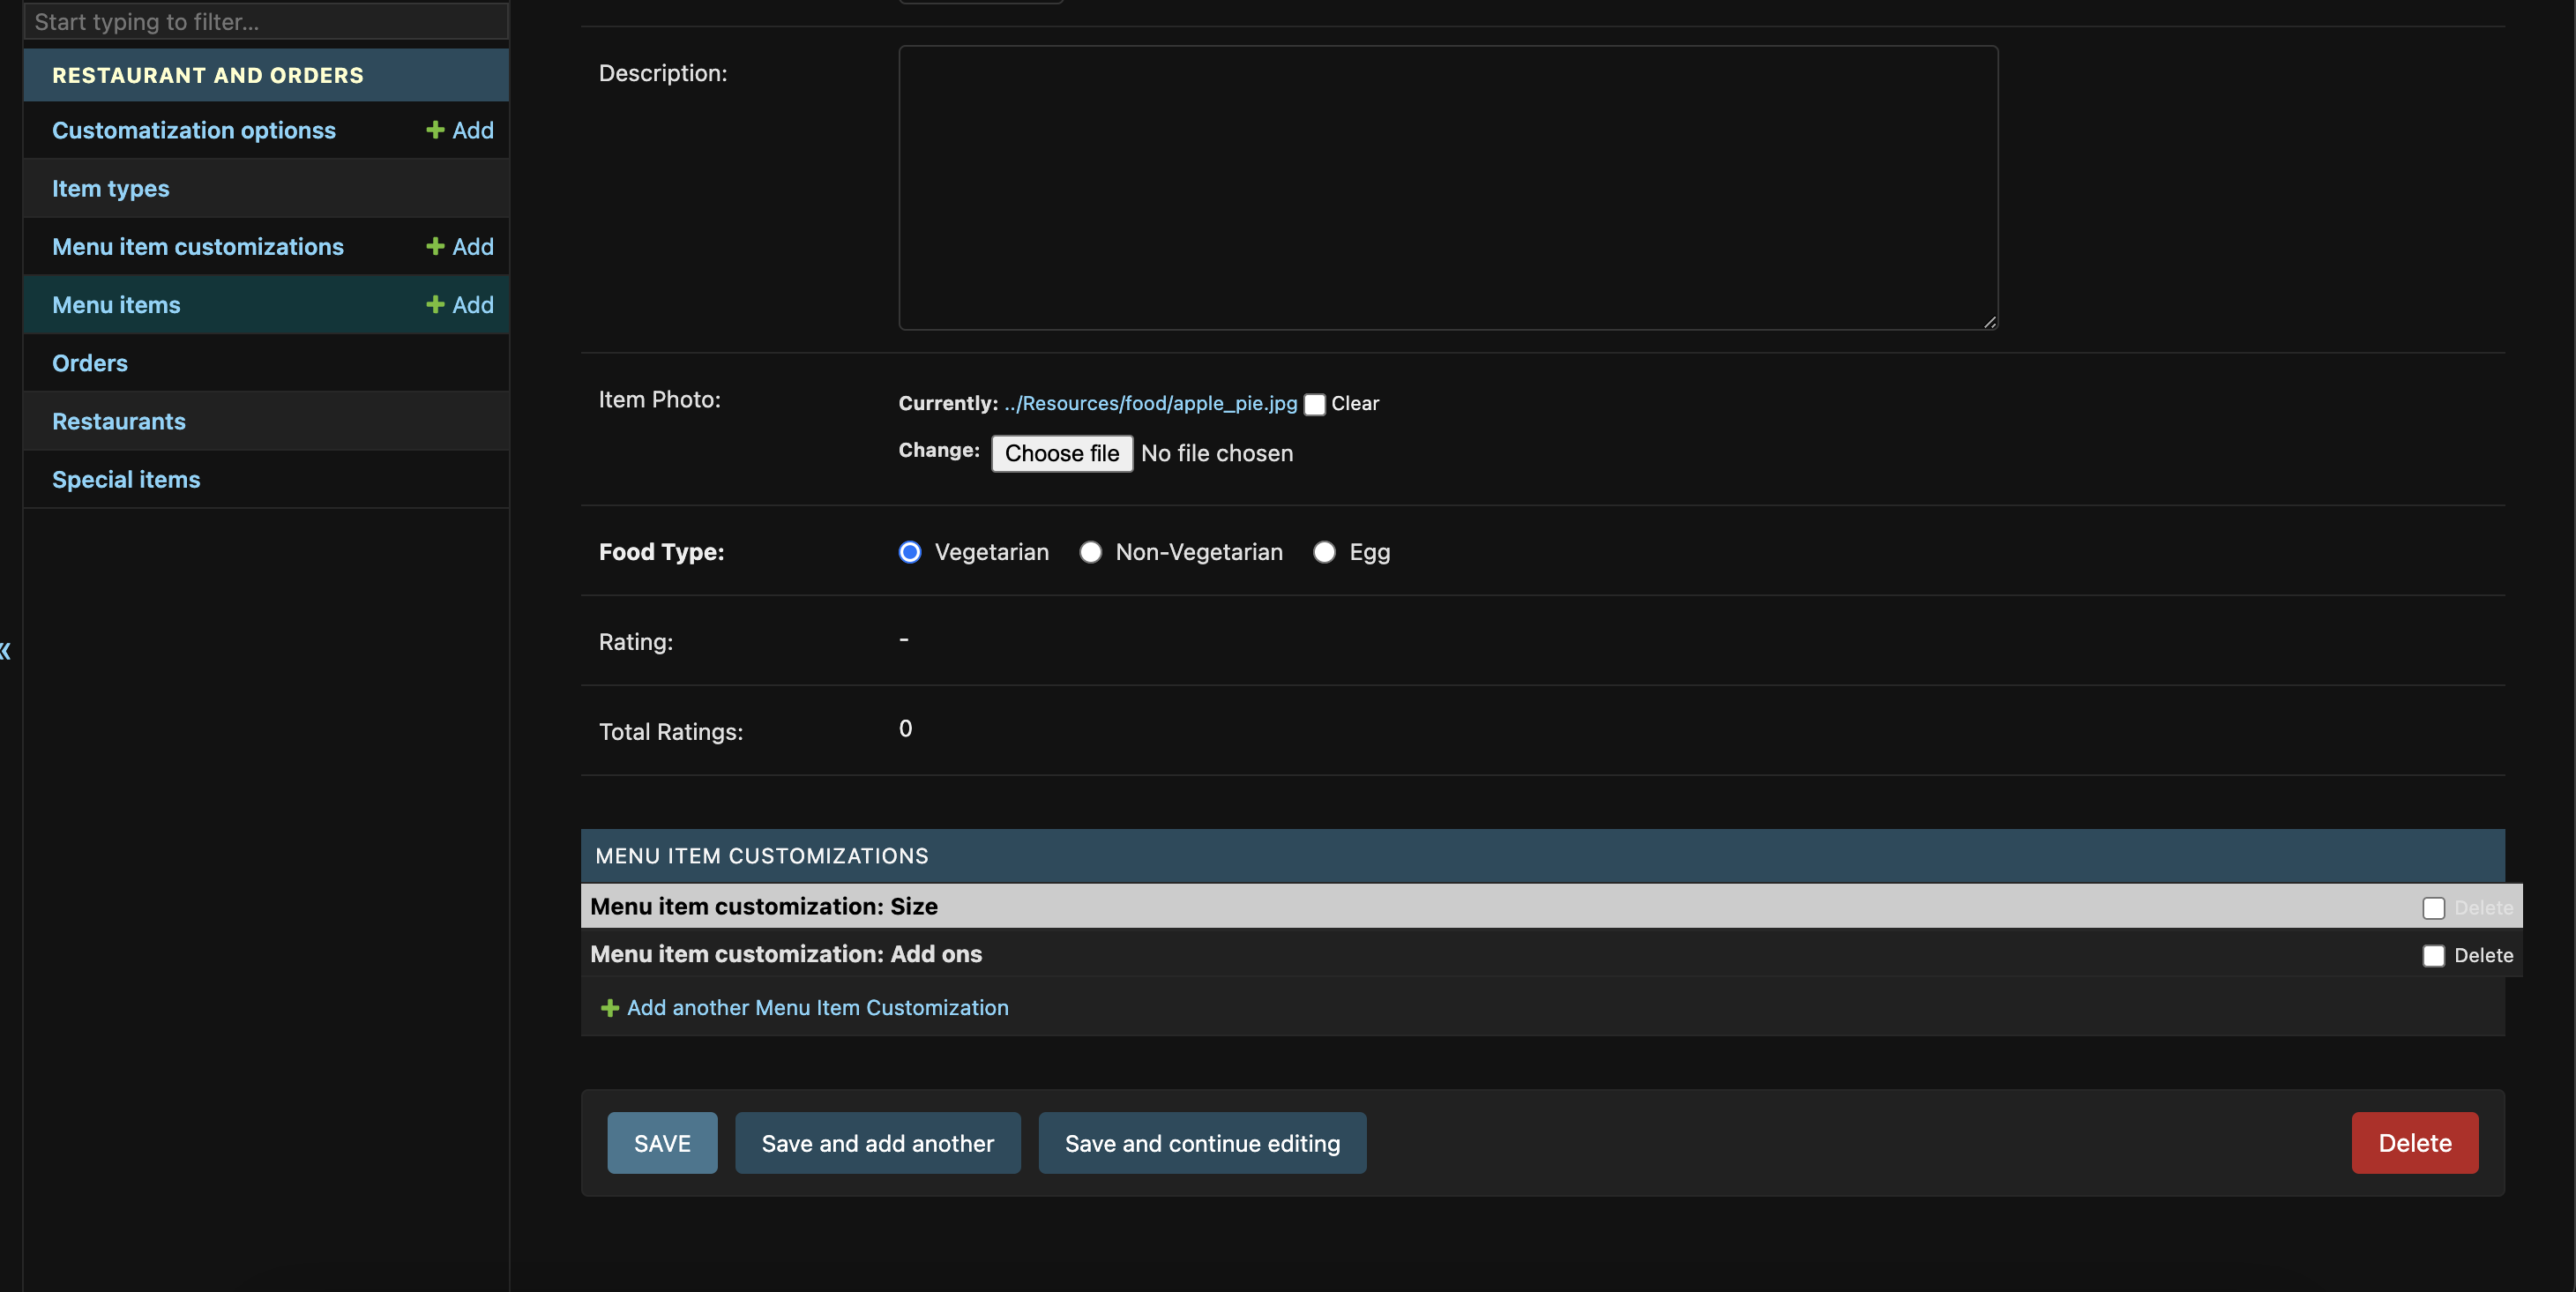 Start typing to filter...
RESTAURANT AND ORDERS
Customatization optionss + Add
Item types
Menu item customizations + Add
Menu items + Add
Orders
Restaurants
Special items
«
Description:
Item Photo: Currently: ../Resources/food/apple_pie.jpg Clear
Change: Choose file No file chosen
Food Type: Vegetarian Non-Vegetarian Egg
Rating: -
Total Ratings: 0
MENU ITEM CUSTOMIZATIONS
Menu item customization: Size Delete
Menu item customization: Add ons Delete
+ Add another Menu Item Customization
SAVE Save and add another Save and continue editing Delete